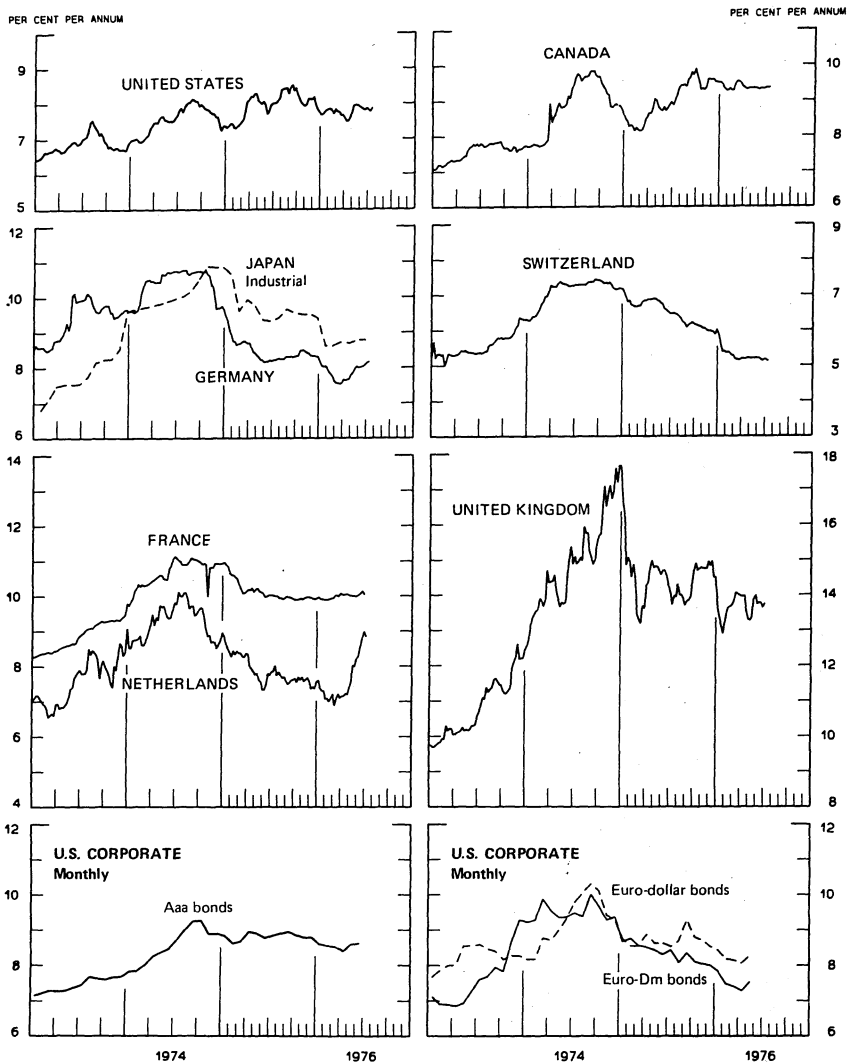 PER CENT PER ANNUM
PER CENT PER ANNUM
9
7
5
UNITED STATES
CANADA
10
8
6
12
10
8
6
JAPAN
Industrial
GERMANY
SWITZERLAND
9
7
5
3
14
12
10
8
6
4
FRANCE
NETHERLANDS
UNITED KINGDOM
18
16
14
12
10
8
12
10
8
6
U.S. CORPORATE
Monthly
Aaa bonds
1974
1976
U.S. CORPORATE
Monthly
Euro-dollar bonds
Euro-Dm bonds
12
10
8
6
1974
1976